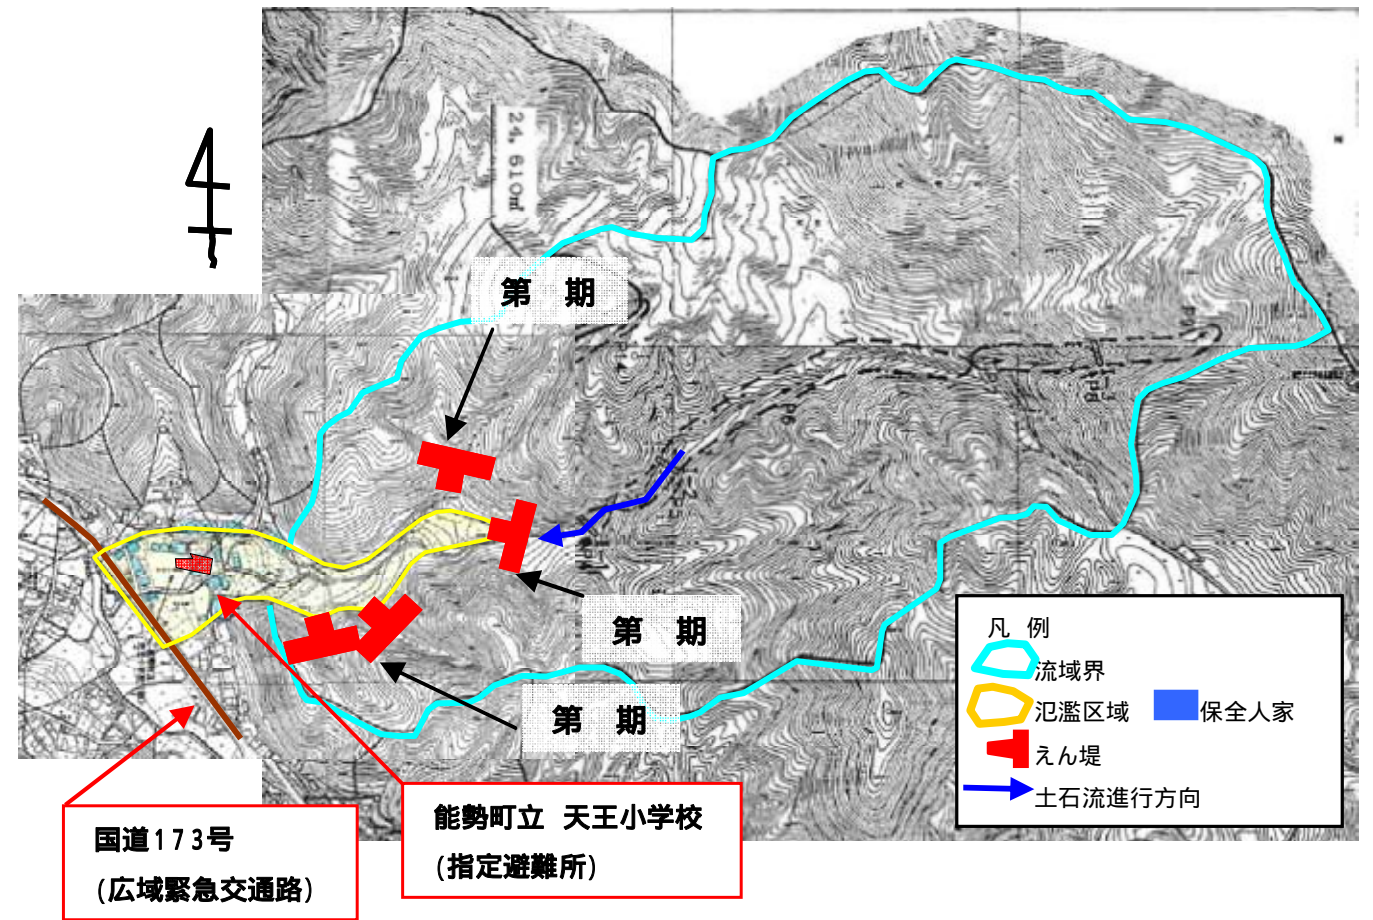 24,610㎡
第 期
第 期
第 期
凡 例
流域界
氾濫区域
保全人家
えん堤
土石流進行方向
能勢町立 天王小学校
(指定避難所)
国道173号
(広域緊急交通路)